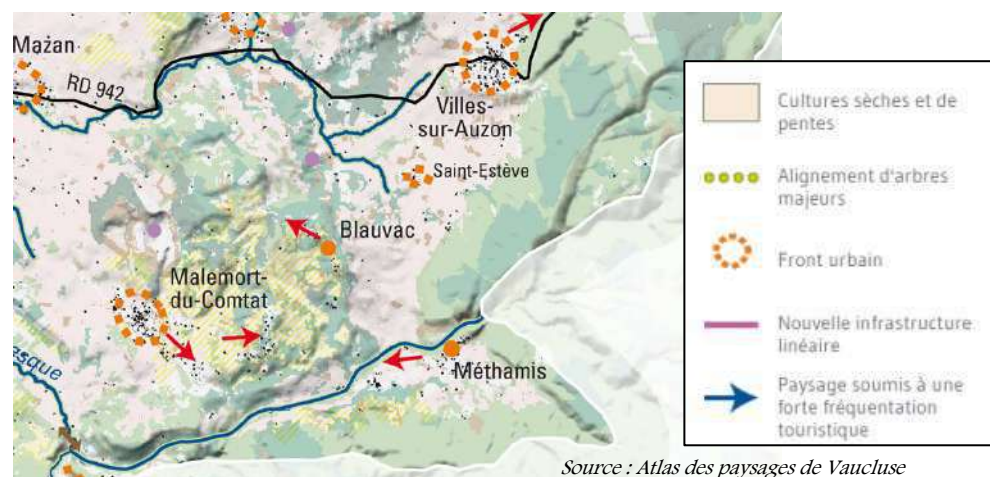 Mazan
RD 942
Villes-
sur-Auzon
Saint-Estève
Blauvac
Malemort-
du-Comtat
esque
Méthamis
Cultures sèches et de
pentes
Alignement d'arbres
majeurs
Front urbain
Nouvelle infrastructure
linéaire
Paysage soumis à une
forte fréquentation
touristique
Source : Atlas des paysages de Vaucluse